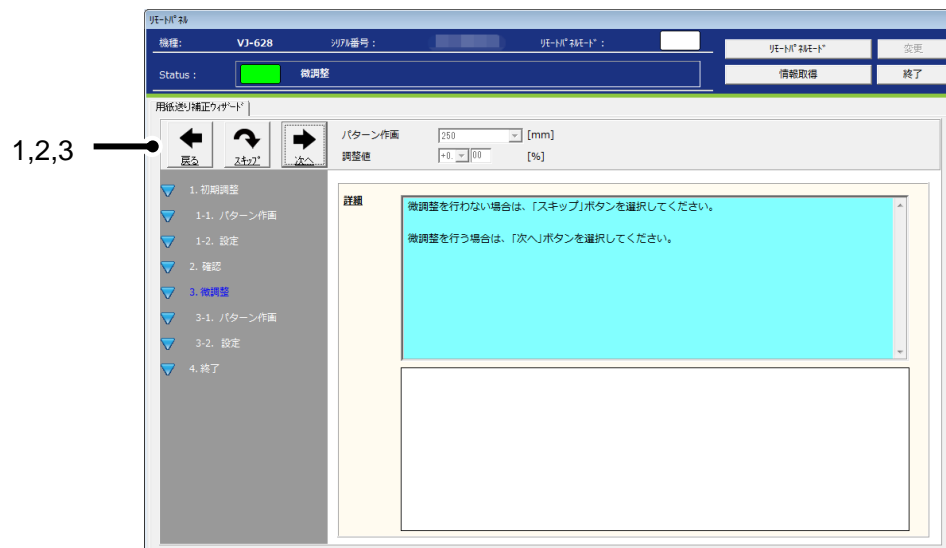 ﾘﾓｰﾄﾊﾟﾈﾙ
機種: VJ-628 ｼﾘｱﾙ番号： ﾘﾓｰﾄﾊﾟﾈﾙﾓｰﾄﾞ：
ﾘﾓｰﾄﾊﾟﾈﾙﾓｰﾄﾞ 変更
Status： 微調整
情報取得 終了
用紙送り補正ウィザｰﾄﾞ
1,2,3
戻る ｽｷｯﾌﾟ 次へ
パターン作画 250 [mm]
調整値 +0. 00 [%]
1. 初期調整
1-1. パターン作画
1-2. 設定
2. 確認
3. 微調整
3-1. パターン作画
3-2. 設定
4. 終了
詳細
微調整を行わない場合は、「スキップ」ボタンを選択してください。
微調整を行う場合は、「次へ」ボタンを選択してください。